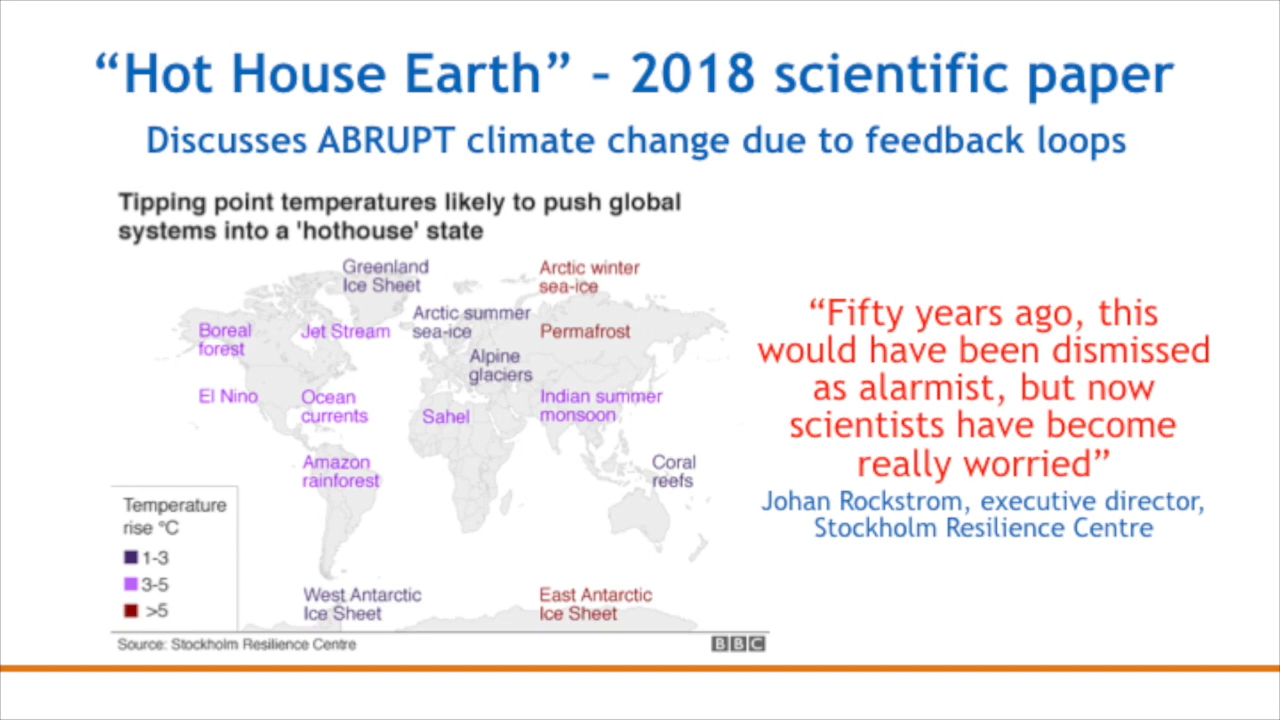 “Hot House Earth” – 2018 scientific paper
Discusses ABRUPT climate change due to feedback loops
Tipping point temperatures likely to push global
systems into a 'hothouse' state
Greenland
Ice Sheet
Arctic winter
sea-ice
Boreal
forest
Jet Stream
Arctic summer
sea-ice
Permafrost
Alpine
glaciers
El Nino
Ocean
currents
Sahel
Indian summer
monsoon
Amazon
rainforest
Coral
reefs
Temperature
rise °C
1-3
3-5
>5
West Antarctic
Ice Sheet
East Antarctic
Ice Sheet
Source: Stockholm Resilience Centre
BBC
“Fifty years ago, this
would have been dismissed
as alarmist, but now
scientists have become
really worried”
Johan Rockstrom, executive director,
Stockholm Resilience Centre